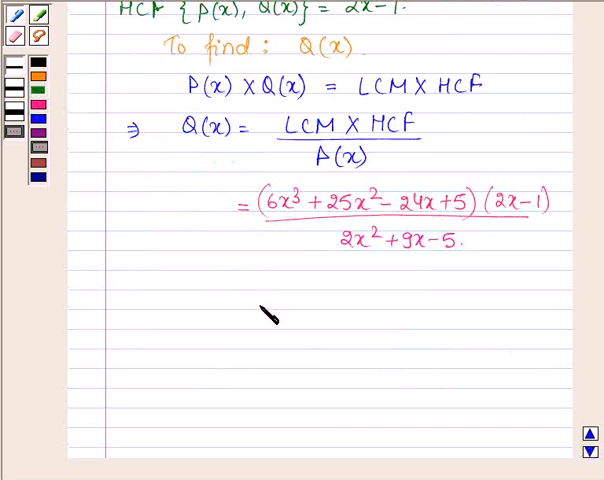 HCF {P(x), Q(x)} = 2x-1.
To find : Q(x).
P(x) X Q(x) = LCM X HCF
⇒ Q(x) = LCM X HCF / P(x)
= (6x³ + 25x² - 24x + 5) (2x-1) / 2x² + 9x - 5.